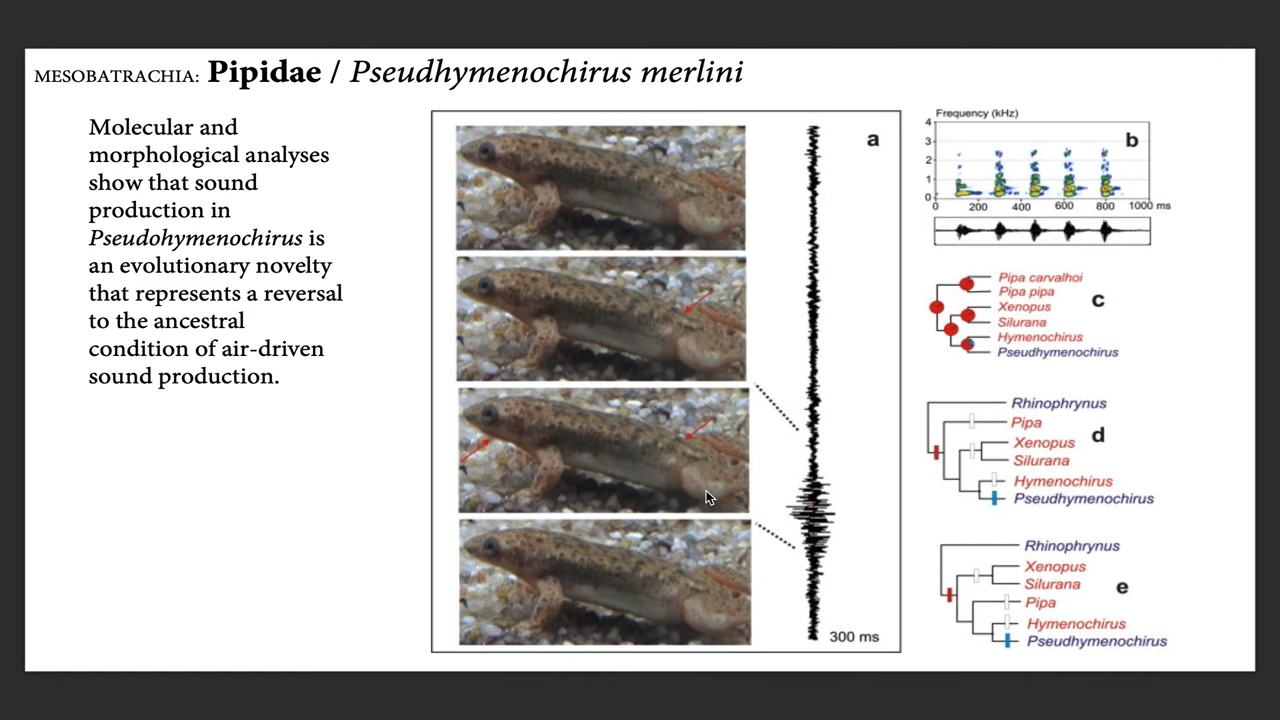 MESOBATRACHIA: Pipidae / Pseudhymenochirus merlini
Molecular and
morphological analyses
show that sound
production in
Pseudohymenochirus is
an evolutionary novelty
that represents a reversal
to the ancestral
condition of air-driven
sound production.
a
300 ms
Frequency (kHz)
4
3
2
1
0
b
0 200 400 600 800 1000 ms
Pipa carvalhoi
Pipa pipa
Xenopus
Silurana
Hymenochirus
Pseudhymenochirus
c
Rhinophrynus
Pipa
Xenopus
Silurana
Hymenochirus
Pseudhymenochirus
d
Rhinophrynus
Xenopus
Silurana
Pipa
Hymenochirus
Pseudhymenochirus
e